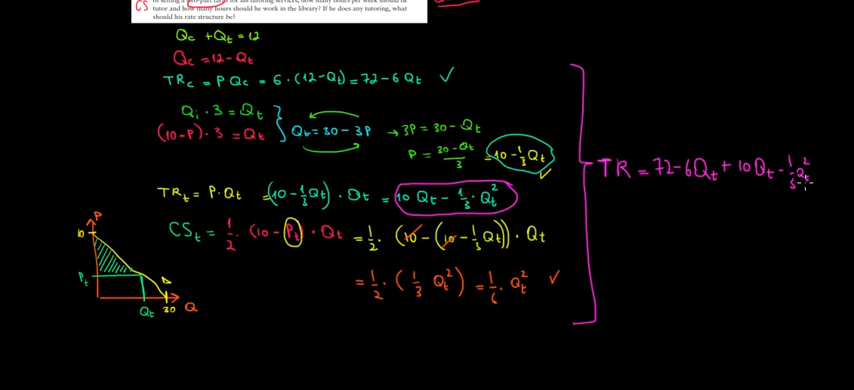 of setting a two-part tariff for his tutoring services, how many hours per week should he
CS tutor and how many hours should he work in the library? If he does any tutoring, what
should his rate structure be?
Qc + Qt = 12
Qc = 12 - Qt
TRc = P Qc = 6 · (12 - Qt) = 72 - 6 Qt ✓
Qi · 3 = Qt
(10 - P) · 3 = Qt } Qt = 30 - 3P → 3P = 30 - Qt
P = (30 - Qt)/3 = 10 - 1/3 Qt ✓
TR = 72 - 6Qt + 10Qt - 1/3 Qt²
TRt = P · Qt = (10 - 1/3 Qt) · Qt = 10 Qt - 1/3 · Qt²
CSt = 1/2 · (10 - Pt) · Qt = 1/2 · (10 - (10 - 1/3 Qt)) · Qt
= 1/2 · (1/3 Qt²) = 1/6 · Qt² ✓
P
10
D
Pt
Qt 30 Q